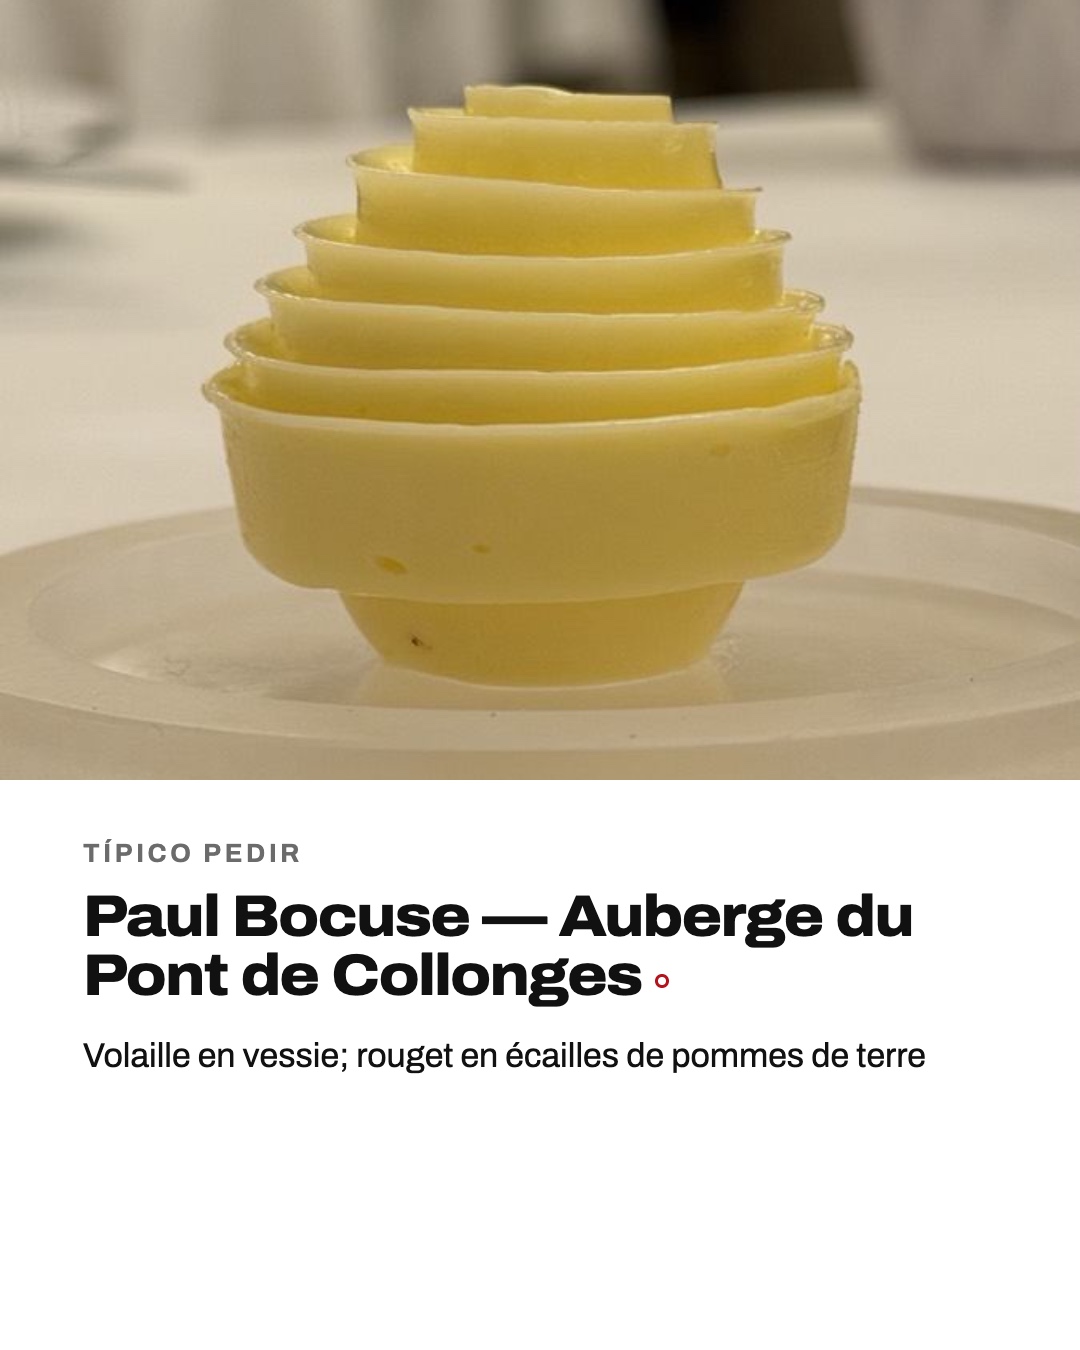 TÍPICO PEDIR
Paul Bocuse — Auberge du
Pont de Collonges
Volaille en vessie; rouget en écailles de pommes de terre